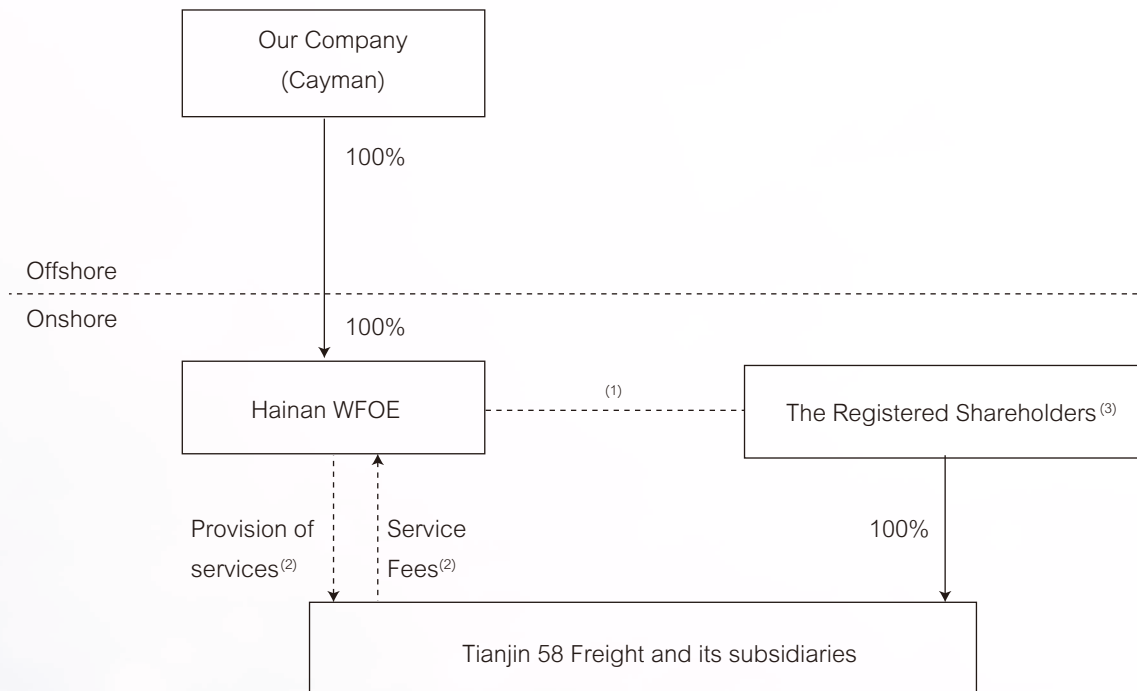 Our Company
(Cayman)
100%
Offshore
Onshore
100%
Hainan WFOE
(1)
The Registered Shareholders(3)
Provision of
services(2)
Service
Fees(2)
100%
Tianjin 58 Freight and its subsidiaries